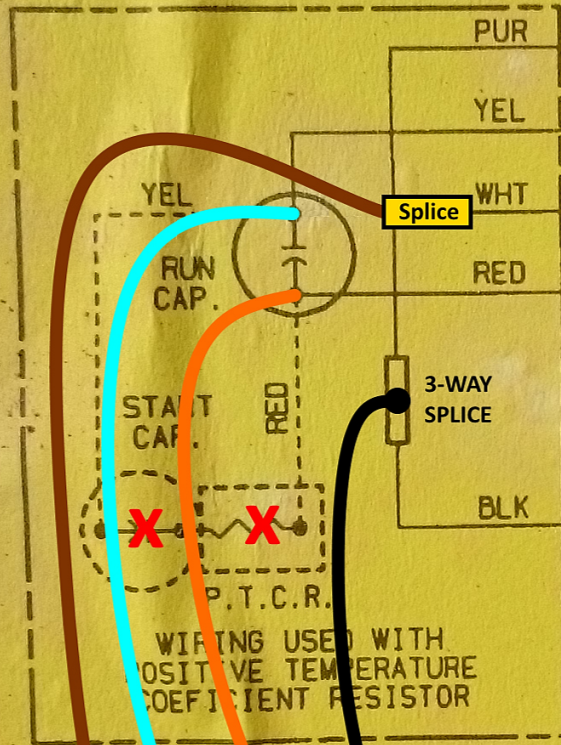 PUR
YEL
YEL
Splice
WHT
RUN
CAP.
RED
3-WAY
SPLICE
START
CAP.
RED
X
X
BLK
P.T.C.R.
WIRING USED WITH
POSITIVE TEMPERATURE
COEFICIENT RESISTOR